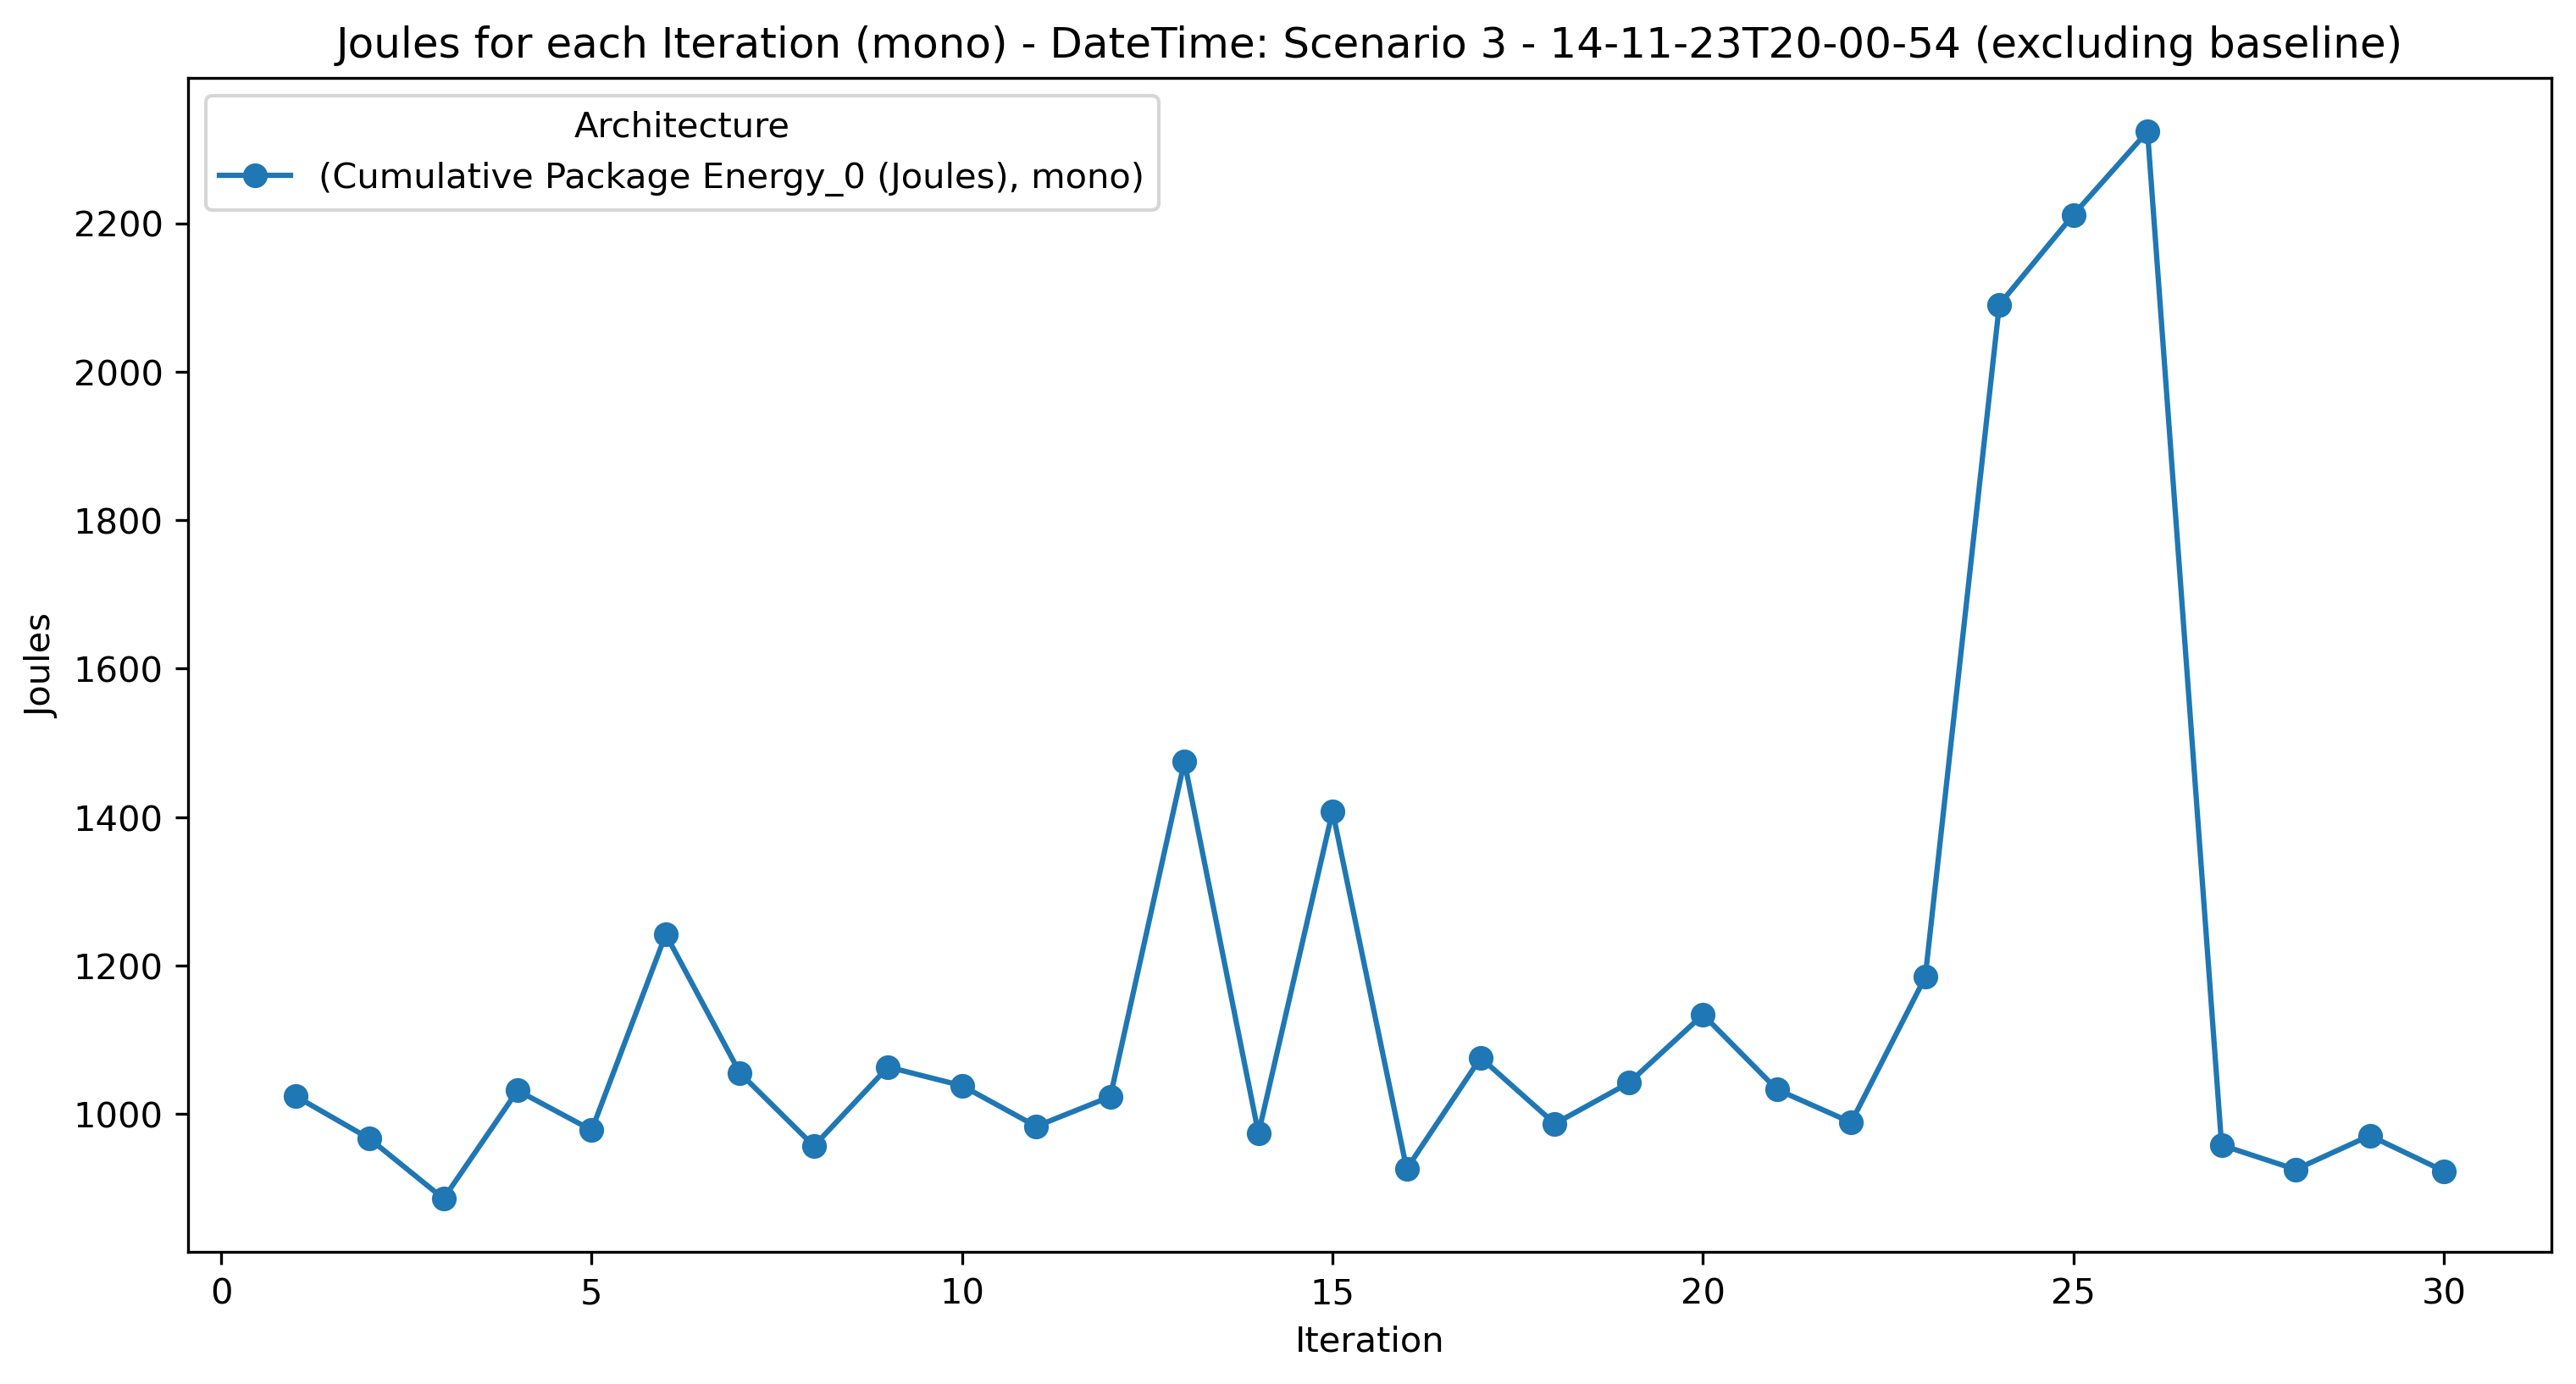 Joules for each Iteration (mono) - DateTime: Scenario 3 - 14-11-23T20-00-54 (excluding baseline)
Architecture
(Cumulative Package Energy_0 (Joules), mono)
2200
2000
1800
1600
1400
1200
1000
Joules
0 5 10 15 20 25 30
Iteration